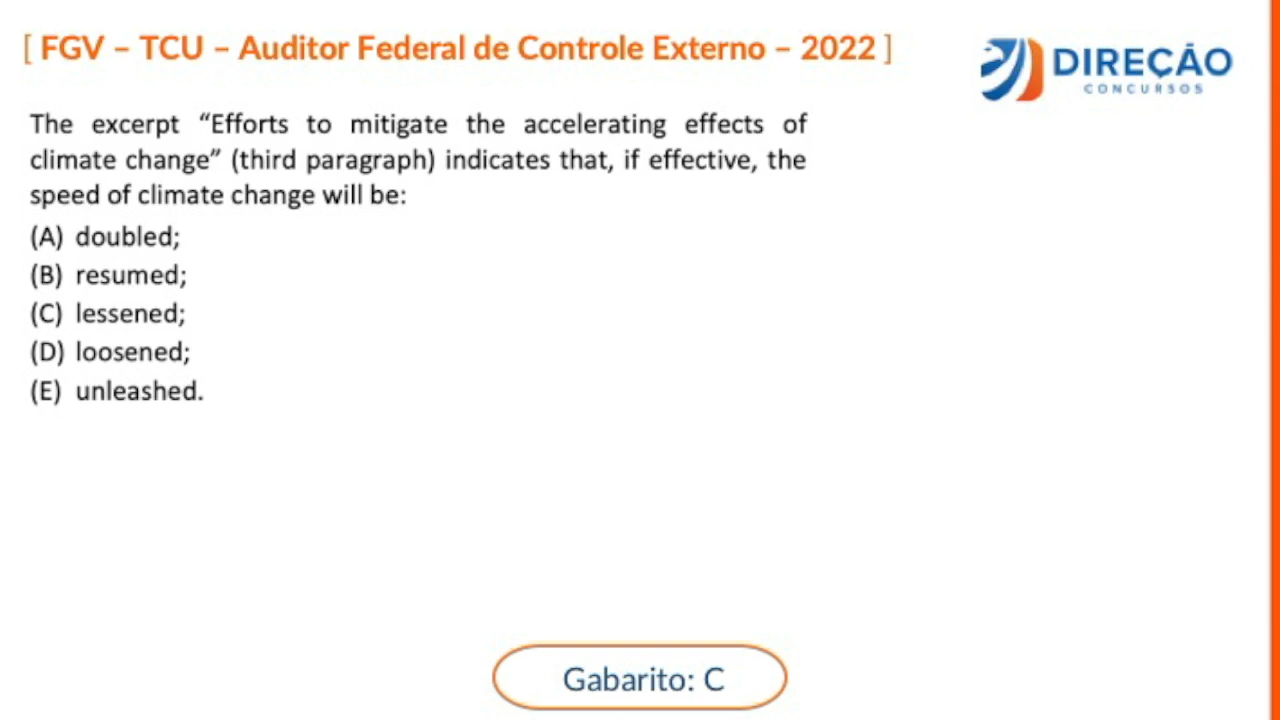 [ FGV – TCU – Auditor Federal de Controle Externo – 2022 ]
DIREÇÃO
CONCURSOS
The excerpt “Efforts to mitigate the accelerating effects of
climate change” (third paragraph) indicates that, if effective, the
speed of climate change will be:
(A) doubled;
(B) resumed;
(C) lessened;
(D) loosened;
(E) unleashed.
Gabarito: C